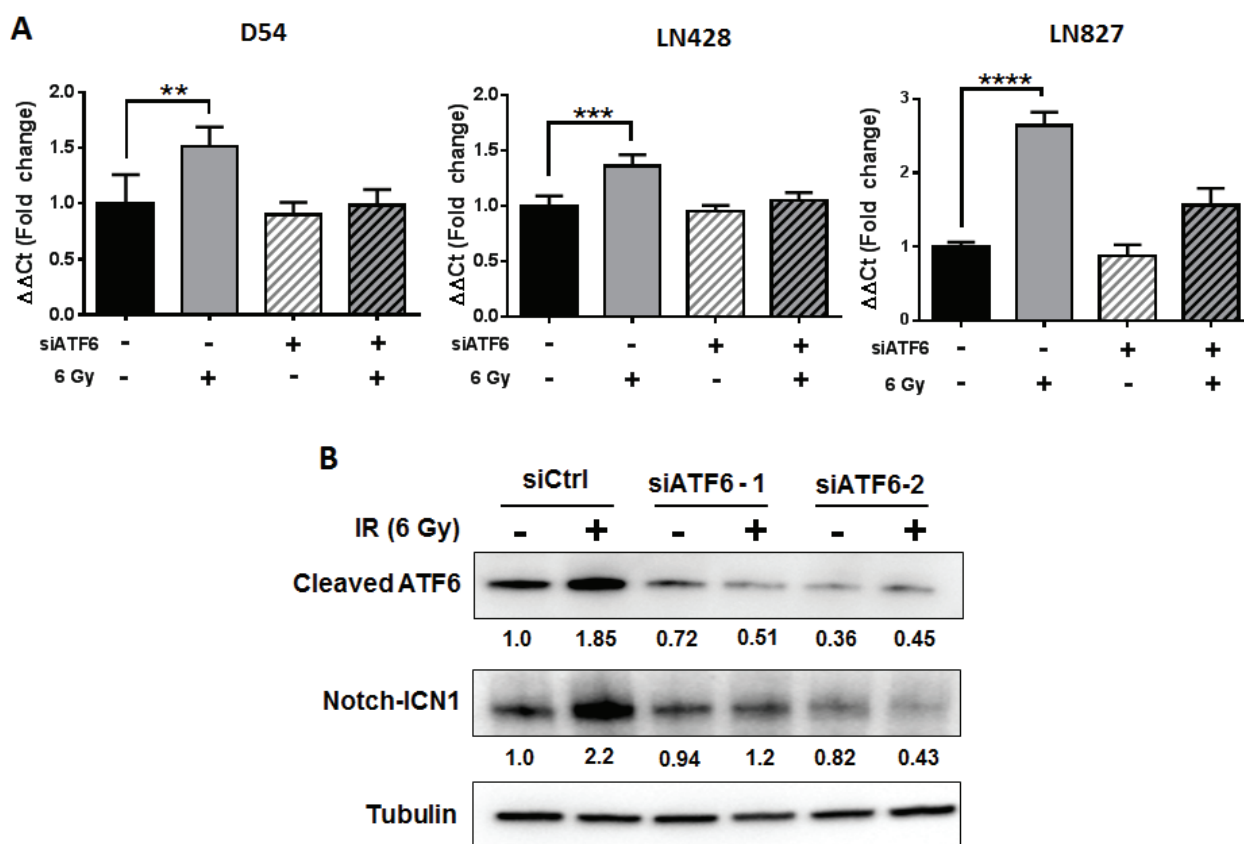 A
D54
LN428
LN827
** 
***
****
ΔΔCt (Fold change)
2.0
1.5
1.0
0.5
0.0
ΔΔCt (Fold change)
2.0
1.5
1.0
0.5
0.0
ΔΔCt (Fold change)
3
2
1
0
siATF6 - - + +
6 Gy - + - +
siATF6 - - + +
6 Gy - + - +
siATF6 - - + +
6 Gy - + - +
B
siCtrl siATF6 - 1 siATF6-2
IR (6 Gy) - + - + - +
Cleaved ATF6
1.0 1.85 0.72 0.51 0.36 0.45
Notch-ICN1
1.0 2.2 0.94 1.2 0.82 0.43
Tubulin